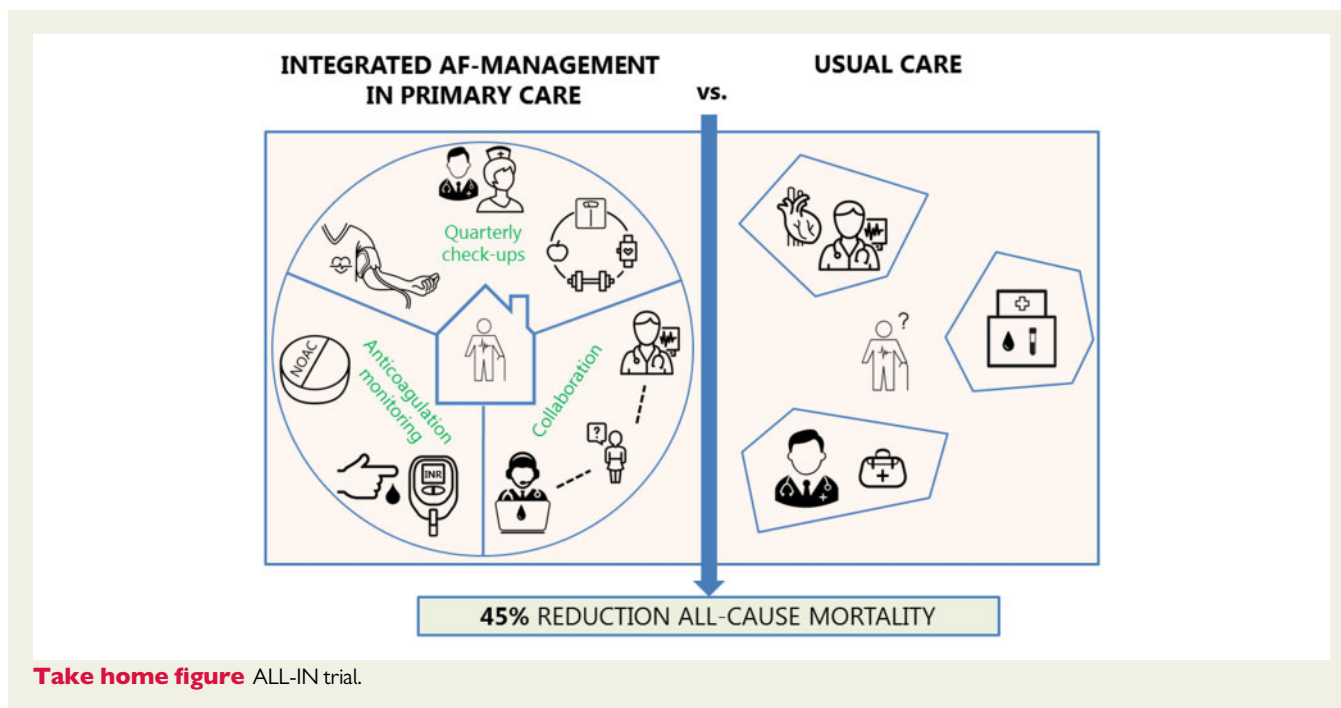 INTEGRATED AF-MANAGEMENT
IN PRIMARY CARE
vs.
USUAL CARE
Quarterly
check-ups
NOAC
Anticoagulation
monitoring
INR
Collaboration
?
?
45% REDUCTION ALL-CAUSE MORTALITY
Take home figure ALL-IN trial.